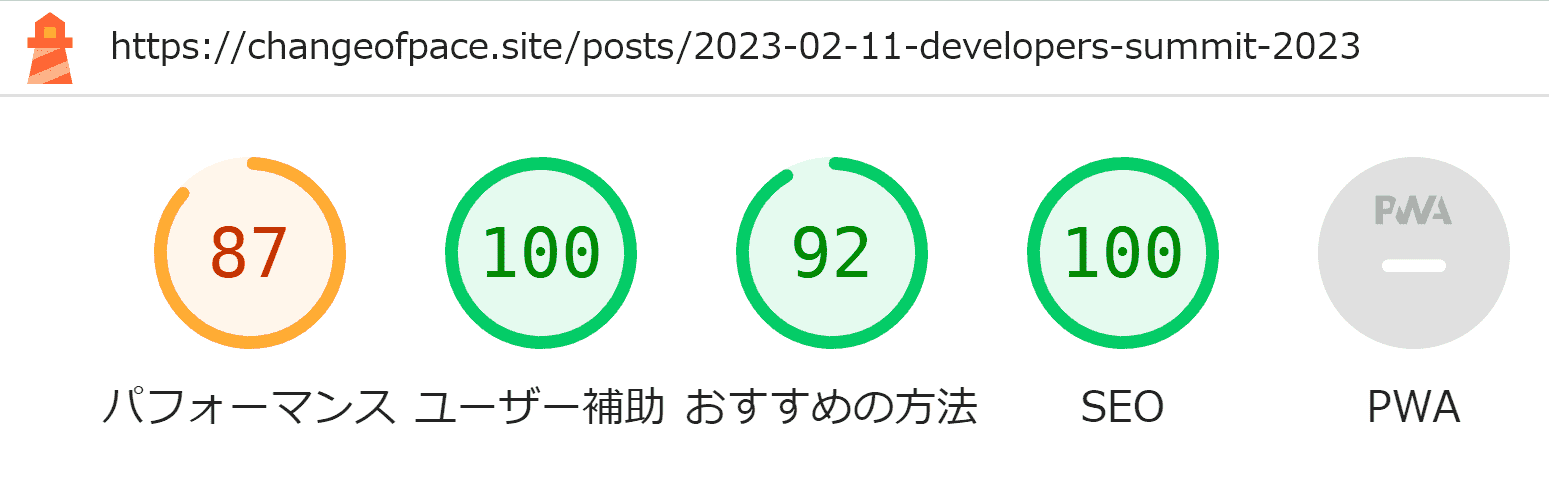 https://changeofpace.site/posts/2023-02-11-developers-summit-2023
87 100 92 100 PWA
パフォーマンス ユーザー補助 おすすめの方法 SEO PWA